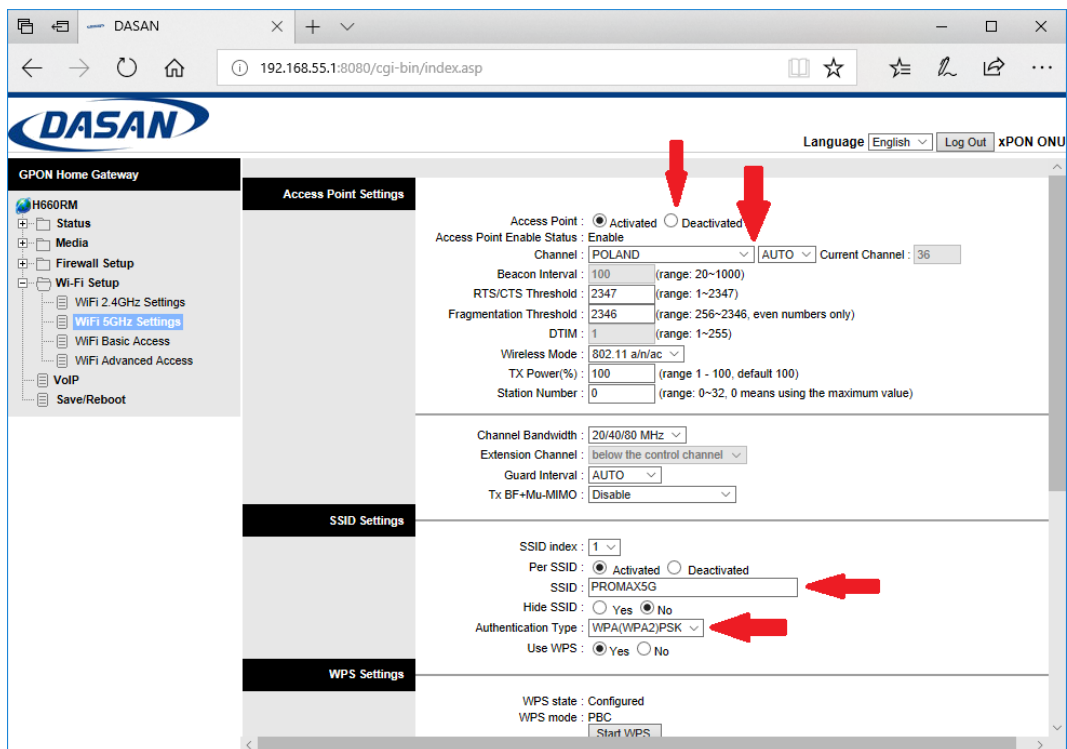 DASAN
192.168.55.1:8080/cgi-bin/index.asp
DASAN
Language English Log Out xPON ONU
GPON Home Gateway
H660RM
Status
Media
Firewall Setup
Wi-Fi Setup
WiFi 2.4GHz Settings
WiFi 5GHz Settings
WiFi Basic Access
WiFi Advanced Access
VoIP
Save/Reboot
Access Point Settings
Access Point : Activated Deactivated
Access Point Enable Status : Enable
Channel : POLAND AUTO Current Channel : 36
Beacon Interval : 100 (range: 20~1000)
RTS/CTS Threshold : 2347 (range: 1~2347)
Fragmentation Threshold : 2346 (range: 256~2346, even numbers only)
DTIM : 1 (range: 1~255)
Wireless Mode : 802.11 a/n/ac
TX Power(%) : 100 (range 1 - 100, default 100)
Station Number : 0 (range: 0~32, 0 means using the maximum value)
Channel Bandwidth : 20/40/80 MHz
Extension Channel : below the control channel
Guard Interval : AUTO
Tx BF+Mu-MIMO : Disable
SSID Settings
SSID index : 1
Per SSID : Activated Deactivated
SSID : PROMAX5G
Hide SSID : Yes No
Authentication Type : WPA(WPA2)PSK
Use WPS : Yes No
WPS Settings
WPS state : Configured
WPS mode : PBC
Start WPS